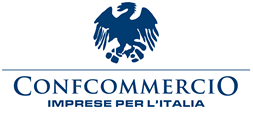 CONFCOMMERCIO
IMPRESE PER L'ITALIA